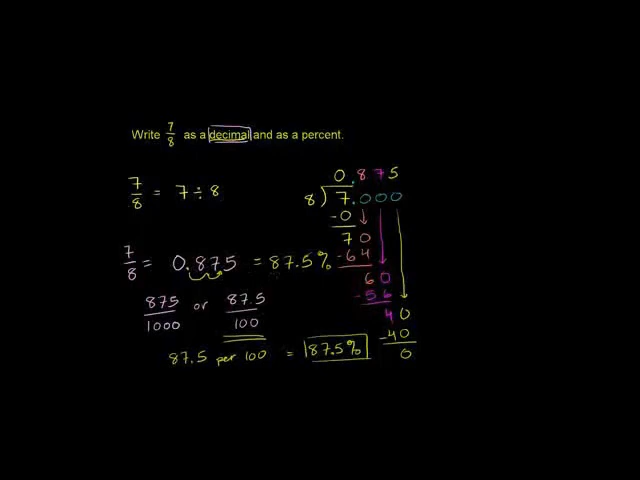 Write 7/8 as a decimal and as a percent.
7/8 = 7 ÷ 8
0.875
8 ) 7.000
-0
70
-64
60
-56
40
-40
0
7/8 = 0.875 = 87.5%
875/1000 or 87.5/100
87.5 per 100 = 87.5%